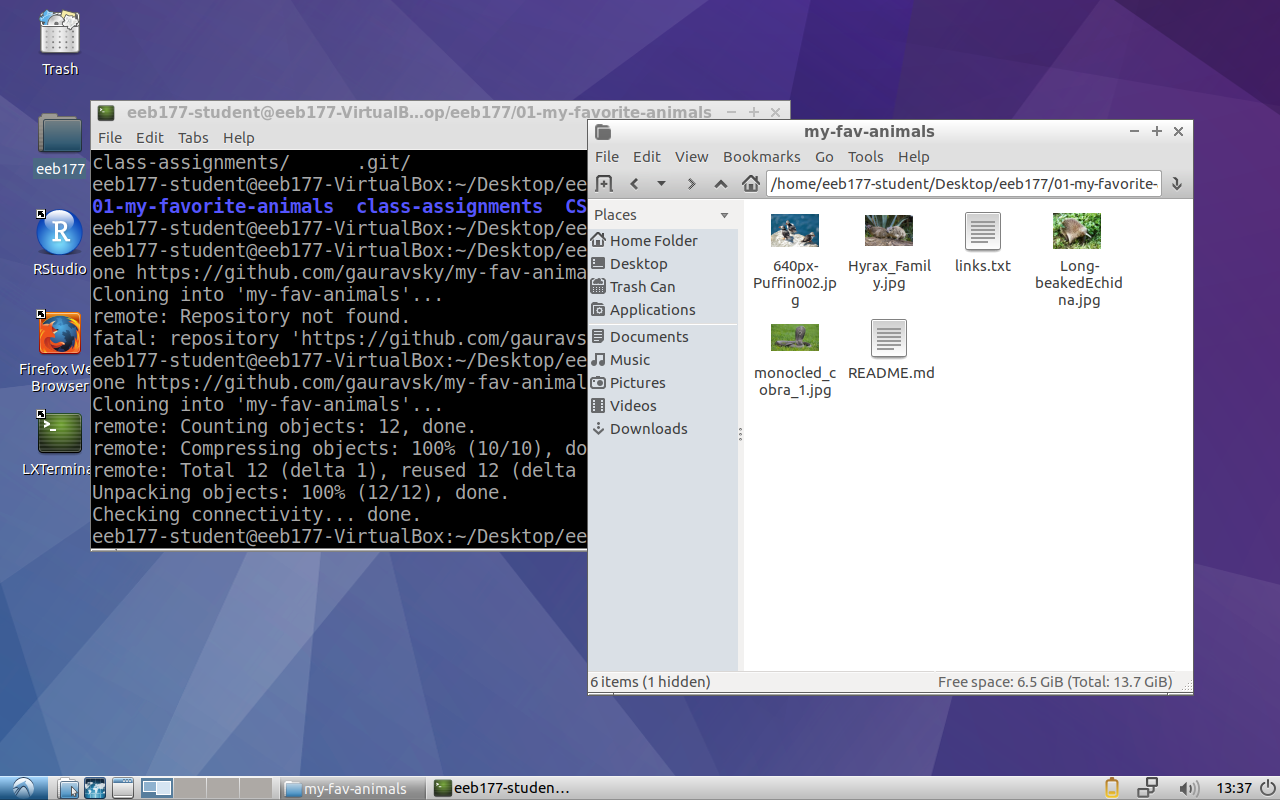 Trash
eeb177
RStudio
Firefox We
Browser
LXTermina
eeb177-student@eeb177-VirtualB...op/eeb177/01-my-favorite-animals
File Edit Tabs Help
class-assignments/ .git/
eeb177-student@eeb177-VirtualBox:~/Desktop/ee
01-my-favorite-animals class-assignments CS
eeb177-student@eeb177-VirtualBox:~/Desktop/ee
eeb177-student@eeb177-VirtualBox:~/Desktop/ee
one https://github.com/gauravsky/my-fav-anima
Cloning into 'my-fav-animals'...
remote: Repository not found.
fatal: repository 'https://github.com/gauravs
eeb177-student@eeb177-VirtualBox:~/Desktop/ee
one https://github.com/gauravsk/my-fav-animal
Cloning into 'my-fav-animals'...
remote: Counting objects: 12, done.
remote: Compressing objects: 100% (10/10), do
remote: Total 12 (delta 1), reused 12 (delta
Unpacking objects: 100% (12/12), done.
Checking connectivity... done.
eeb177-student@eeb177-VirtualBox:~/Desktop/ee
my-fav-animals
File Edit View Bookmarks Go Tools Help
/home/eeb177-student/Desktop/eeb177/01-my-favorite-
Places
Home Folder
Desktop
Trash Can
Applications
Documents
Music
Pictures
Videos
Downloads
640px-
Puffin002.jp
g
Hyrax_Famil
y.jpg
links.txt
Long-
beakedEchid
na.jpg
monocled_c
obra_1.jpg
README.md
6 items (1 hidden)
Free space: 6.5 GiB (Total: 13.7 GiB)
my-fav-animals
eeb177-studen...
13:37